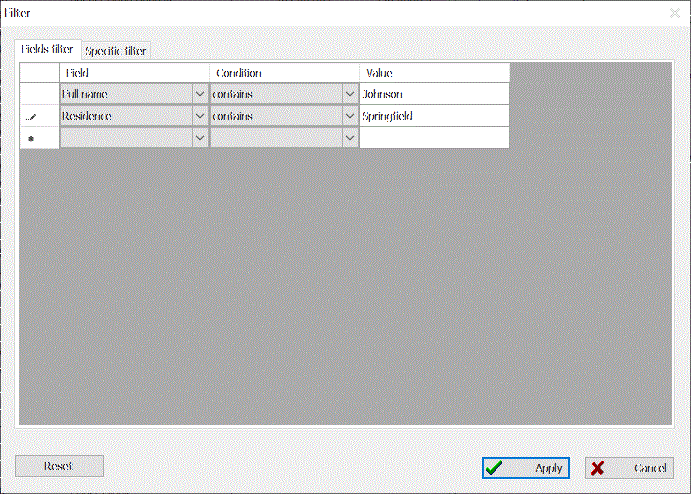 Filter
Fields filter Specific filter
Field Condition Value
Full name contains Johnson
Residence contains Springfield
Reset Apply Cancel